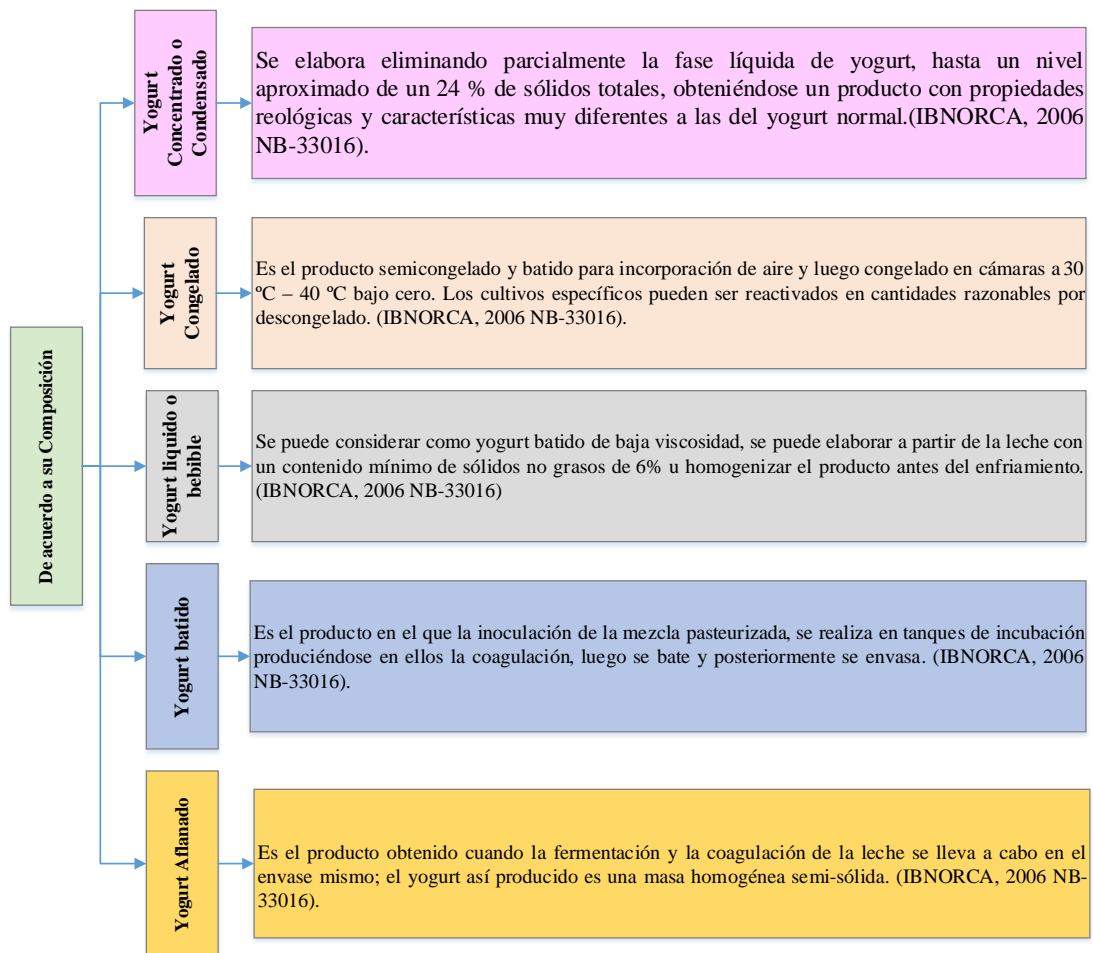 De acuerdo a su Composición
Yogurt
Concentrado o
Condensado
Se elabora eliminando parcialmente la fase líquida de yogurt, hasta un nivel
aproximado de un 24 % de sólidos totales, obteniéndose un producto con propiedades
reológicas y características muy diferentes a las del yogurt normal.(IBNORCA, 2006
NB-33016).
Yogurt
Congelado
Es el producto semicongelado y batido para incorporación de aire y luego congelado en cámaras a 30
ºC – 40 ºC bajo cero. Los cultivos específicos pueden ser reactivados en cantidades razonables por
descongelado. (IBNORCA, 2006 NB-33016).
Yogurt liquido o
bebible
Se puede considerar como yogurt batido de baja viscosidad, se puede elaborar a partir de la leche con
un contenido mínimo de sólidos no grasos de 6% u homogenizar el producto antes del enfriamiento.
(IBNORCA, 2006 NB-33016)
Yogurt batido
Es el producto en el que la inoculación de la mezcla pasteurizada, se realiza en tanques de incubación
produciéndose en ellos la coagulación, luego se bate y posteriormente se envasa. (IBNORCA, 2006
NB-33016).
Yogurt Aflanado
Es el producto obtenido cuando la fermentación y la coagulación de la leche se lleva a cabo en el
envase mismo; el yogurt así producido es una masa homogénea semi-sólida. (IBNORCA, 2006 NB-
33016).